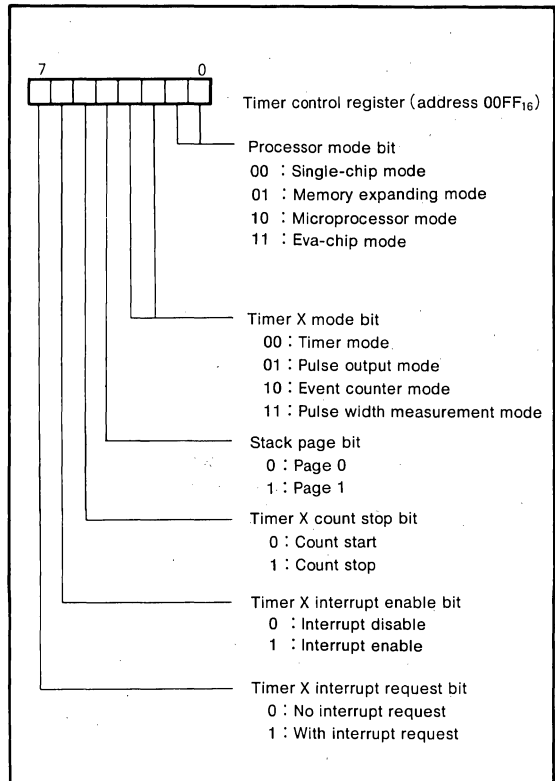 7 0
Timer control register (address 00FF₁₆)
Processor mode bit
00 : Single-chip mode
01 : Memory expanding mode
10 : Microprocessor mode
11 : Eva-chip mode
Timer X mode bit
00 : Timer mode
01 : Pulse output mode
10 : Event counter mode
11 : Pulse width measurement mode
Stack page bit
0 : Page 0
1 : Page 1
Timer X count stop bit
0 : Count start
1 : Count stop
Timer X interrupt enable bit
0 : Interrupt disable
1 : Interrupt enable
Timer X interrupt request bit
0 : No interrupt request
1 : With interrupt request